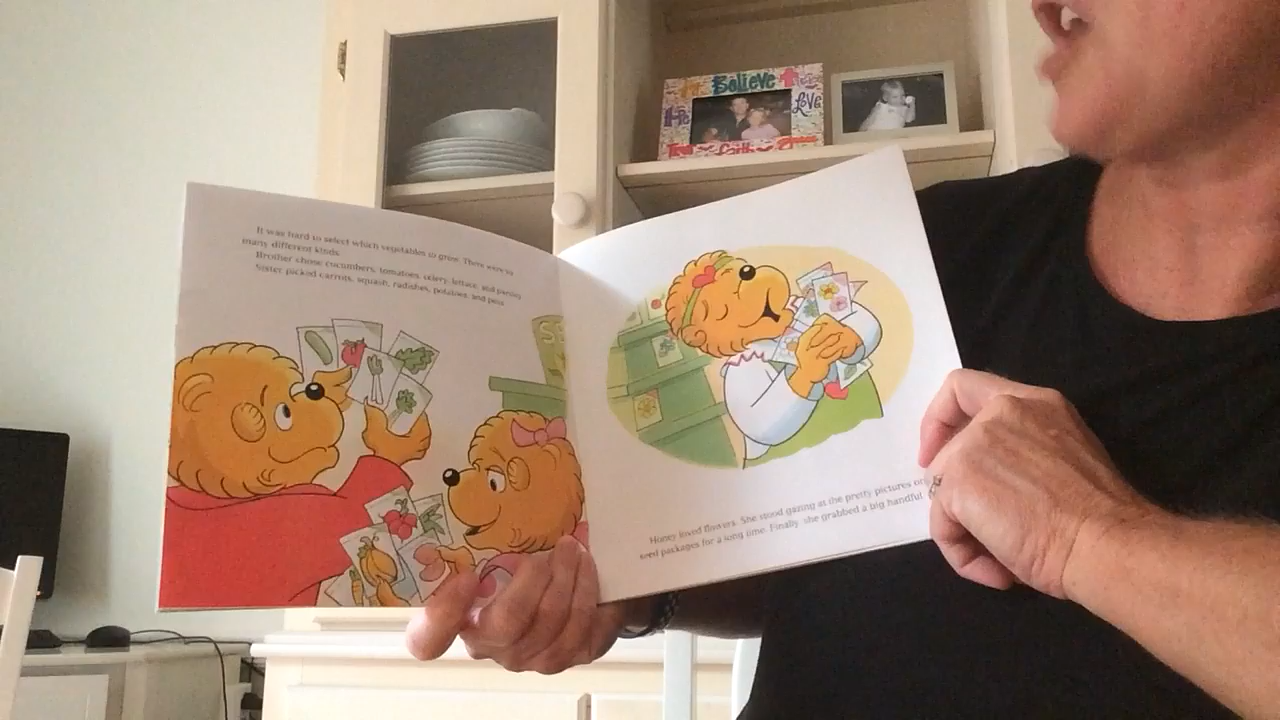 It was hard to select which vegetables to grow. There were so
many different kinds.
Brother chose cucumbers, tomatoes, celery, lettuce, and parsley.
Sister picked carrots, squash, radishes, potatoes, and peas.
Honey loved flowers. She stood gazing at the pretty pictures on
seed packages for a long time. Finally, she grabbed a big handful
SE
Believe
Love
faith